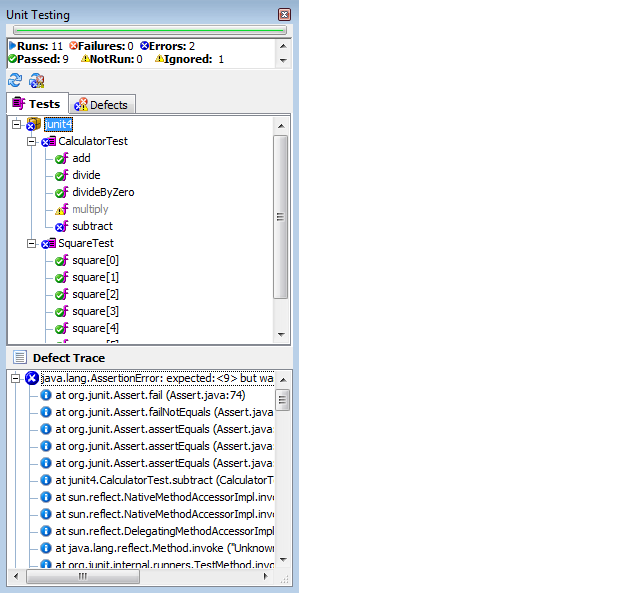 Unit Testing
Runs: 11 Failures: 0 Errors: 2
Passed: 9 NotRun: 0 Ignored: 1
Tests Defects
junit4
CalculatorTest
add
divide
divideByZero
multiply
subtract
SquareTest
square[0]
square[1]
square[2]
square[3]
square[4]
Defect Trace
java.lang.AssertionError: expected:<9> but wa
at org.junit.Assert.fail (Assert.java:74)
at org.junit.Assert.failNotEquals (Assert.java
at org.junit.Assert.assertEquals (Assert.java:
at org.junit.Assert.assertEquals (Assert.java:
at org.junit.Assert.assertEquals (Assert.java:
at junit4.CalculatorTest.subtract (CalculatorT
at sun.reflect.NativeMethodAccessorImpl.invo
at sun.reflect.NativeMethodAccessorImpl.invo
at sun.reflect.DelegatingMethodAccessorImpl
at java.lang.reflect.Method.invoke ("Unknown
at org.junit.internal.runners.TestMethod.invo